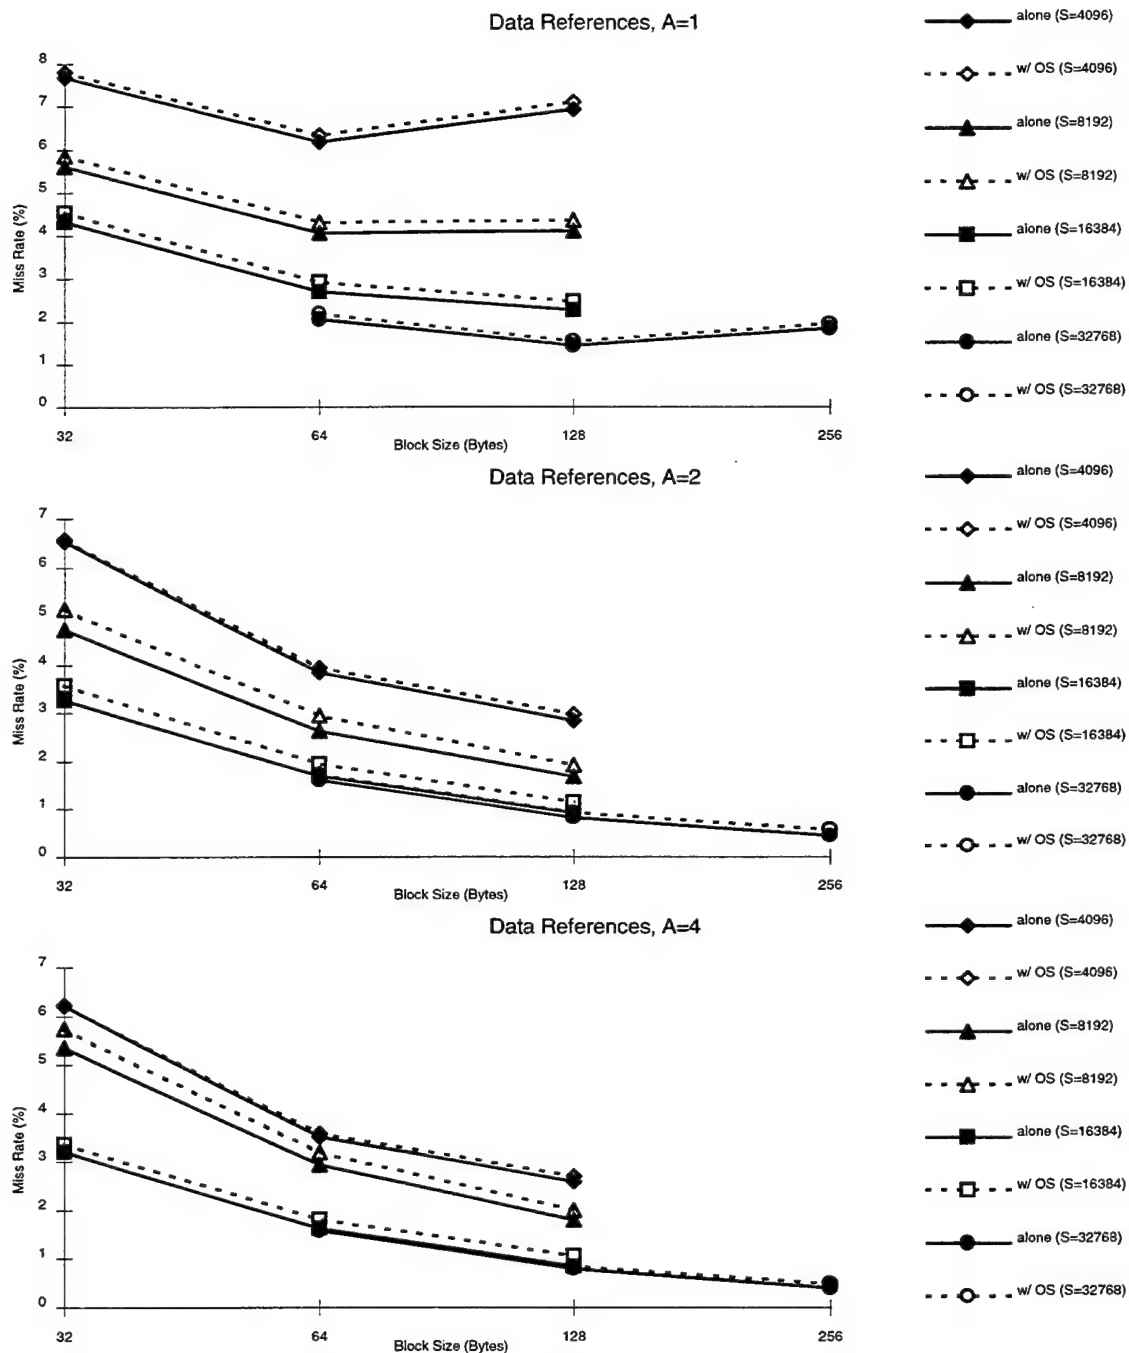 Data References, A=1
8
7
6
5
4
3
2
1
0
Miss Rate (%)
32
64
128
256
Block Size (Bytes)
alone (S=4096)
w/ OS (S=4096)
alone (S=8192)
w/ OS (S=8192)
alone (S=16384)
w/ OS (S=16384)
alone (S=32768)
w/ OS (S=32768)
Data References, A=2
7
6
5
4
3
2
1
0
Miss Rate (%)
32
64
128
256
Block Size (Bytes)
alone (S=4096)
w/ OS (S=4096)
alone (S=8192)
w/ OS (S=8192)
alone (S=16384)
w/ OS (S=16384)
alone (S=32768)
w/ OS (S=32768)
Data References, A=4
7
6
5
4
3
2
1
0
Miss Rate (%)
32
64
128
256
Block Size (Bytes)
alone (S=4096)
w/ OS (S=4096)
alone (S=8192)
w/ OS (S=8192)
alone (S=16384)
w/ OS (S=16384)
alone (S=32768)
w/ OS (S=32768)